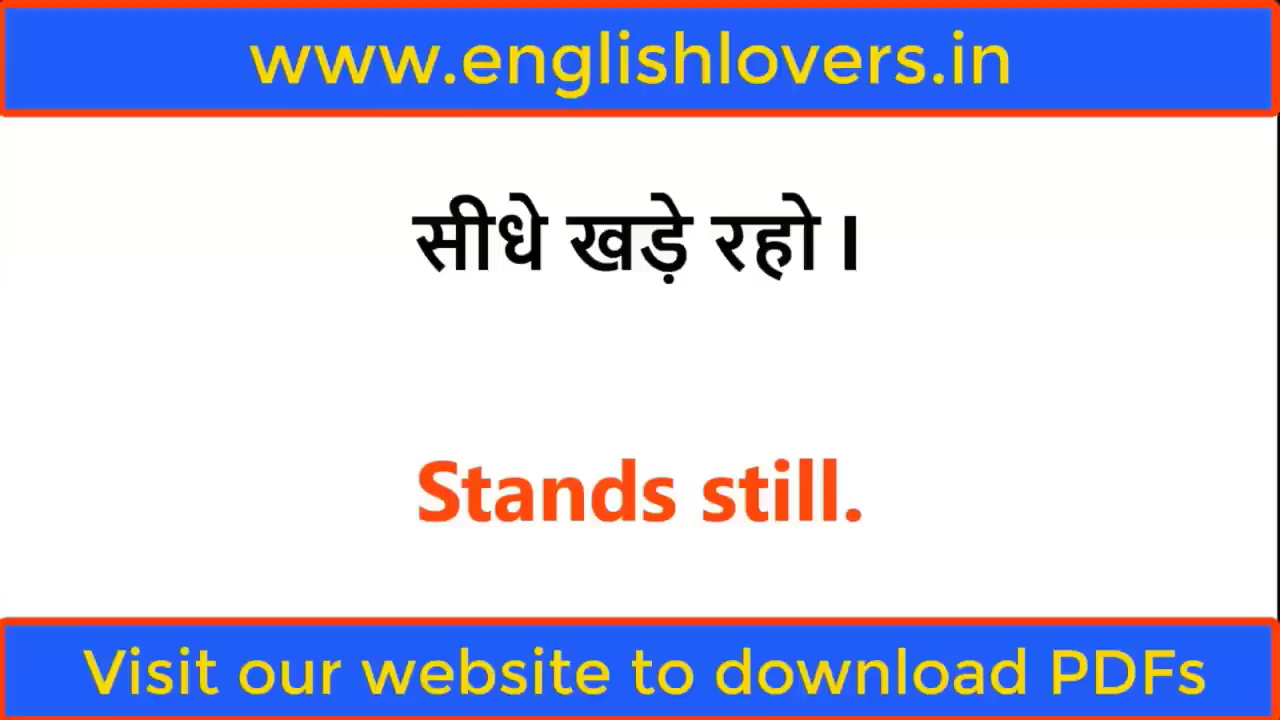 www.englishlovers.in
सीधे खड़े रहो।
Stands still.
Visit our website to download PDFs